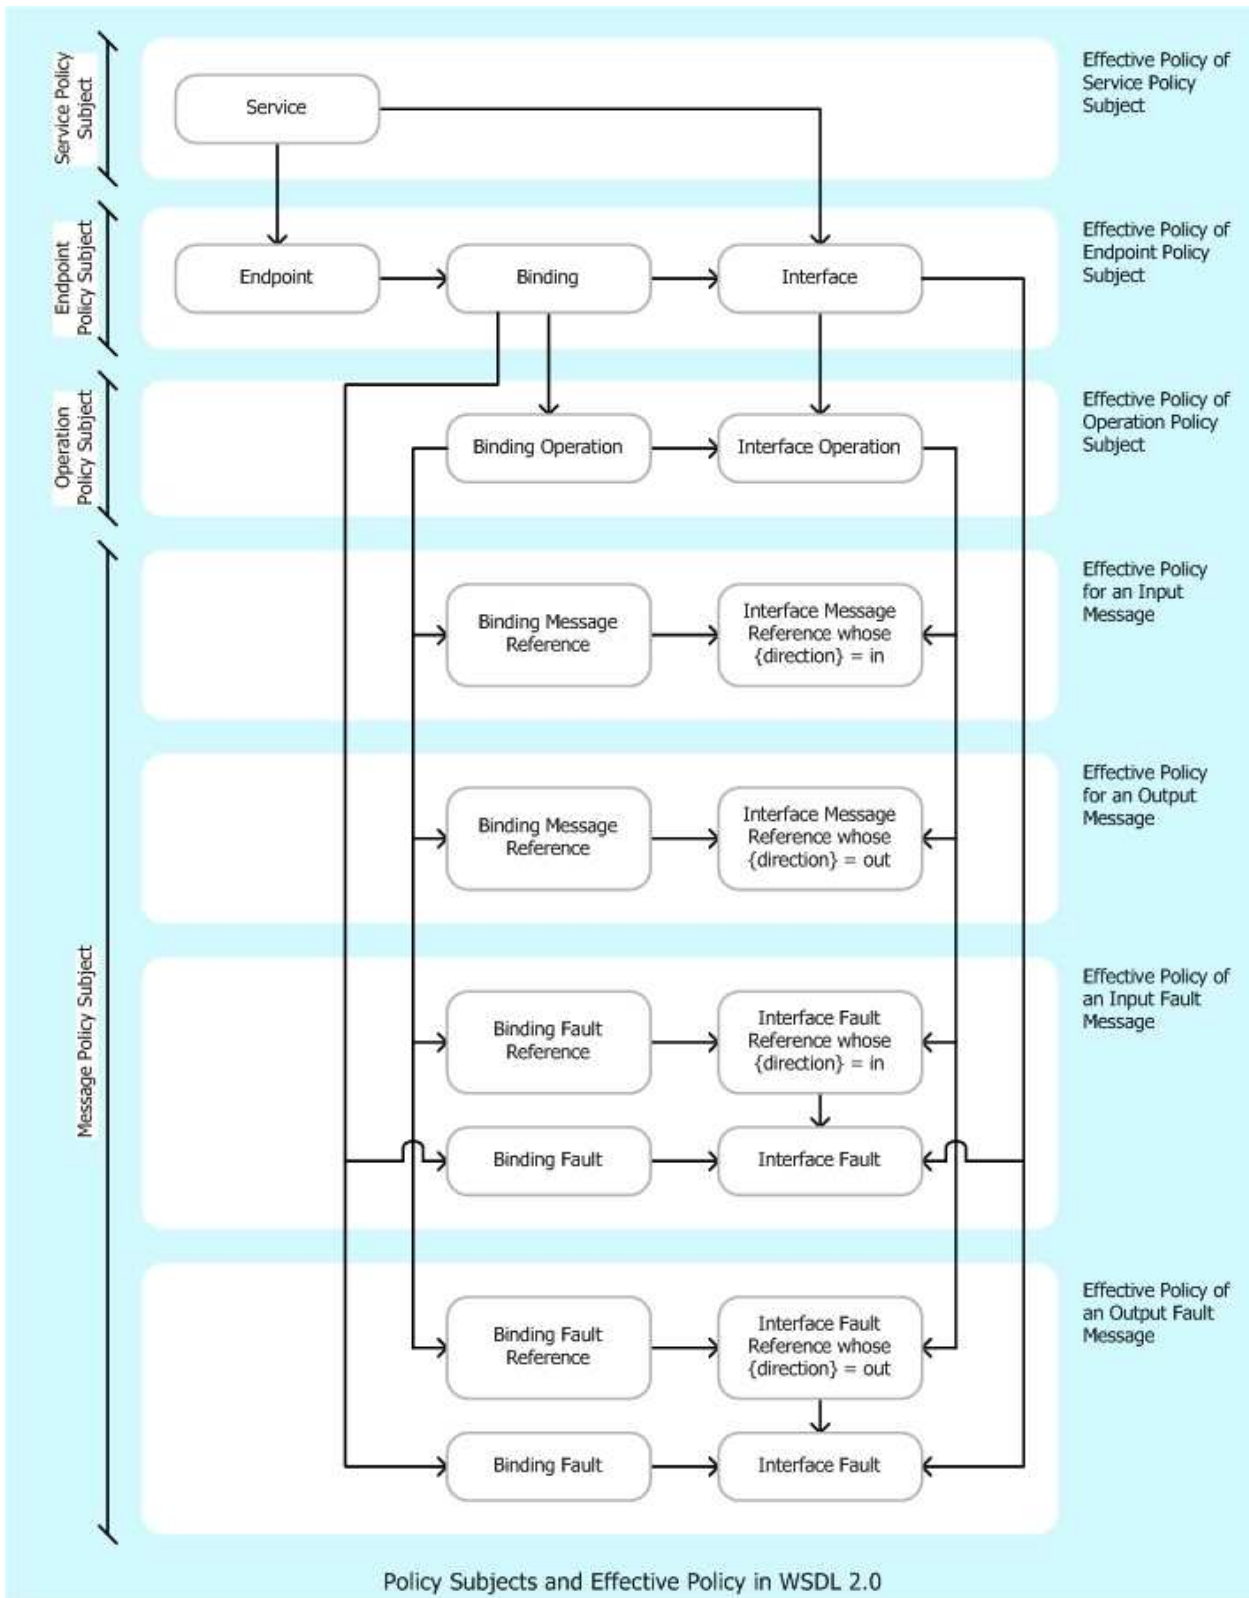 Service Policy
Subject
Service
Effective Policy of
Service Policy
Subject
Endpoint
Policy Subject
Endpoint
Binding
Interface
Effective Policy of
Endpoint Policy
Subject
Operation
Policy Subject
Binding Operation
Interface Operation
Effective Policy of
Operation Policy
Subject
Message Policy Subject
Binding Message
Reference
Interface Message
Reference whose
{direction} = in
Effective Policy
for an Input
Message
Binding Message
Reference
Interface Message
Reference whose
{direction} = out
Effective Policy
for an Output
Message
Binding Fault
Reference
Interface Fault
Reference whose
{direction} = in
Effective Policy of
an Input Fault
Message
Binding Fault
Interface Fault
Binding Fault
Reference
Interface Fault
Reference whose
{direction} = out
Effective Policy of
an Output Fault
Message
Binding Fault
Interface Fault
Policy Subjects and Effective Policy in WSDL 2.0